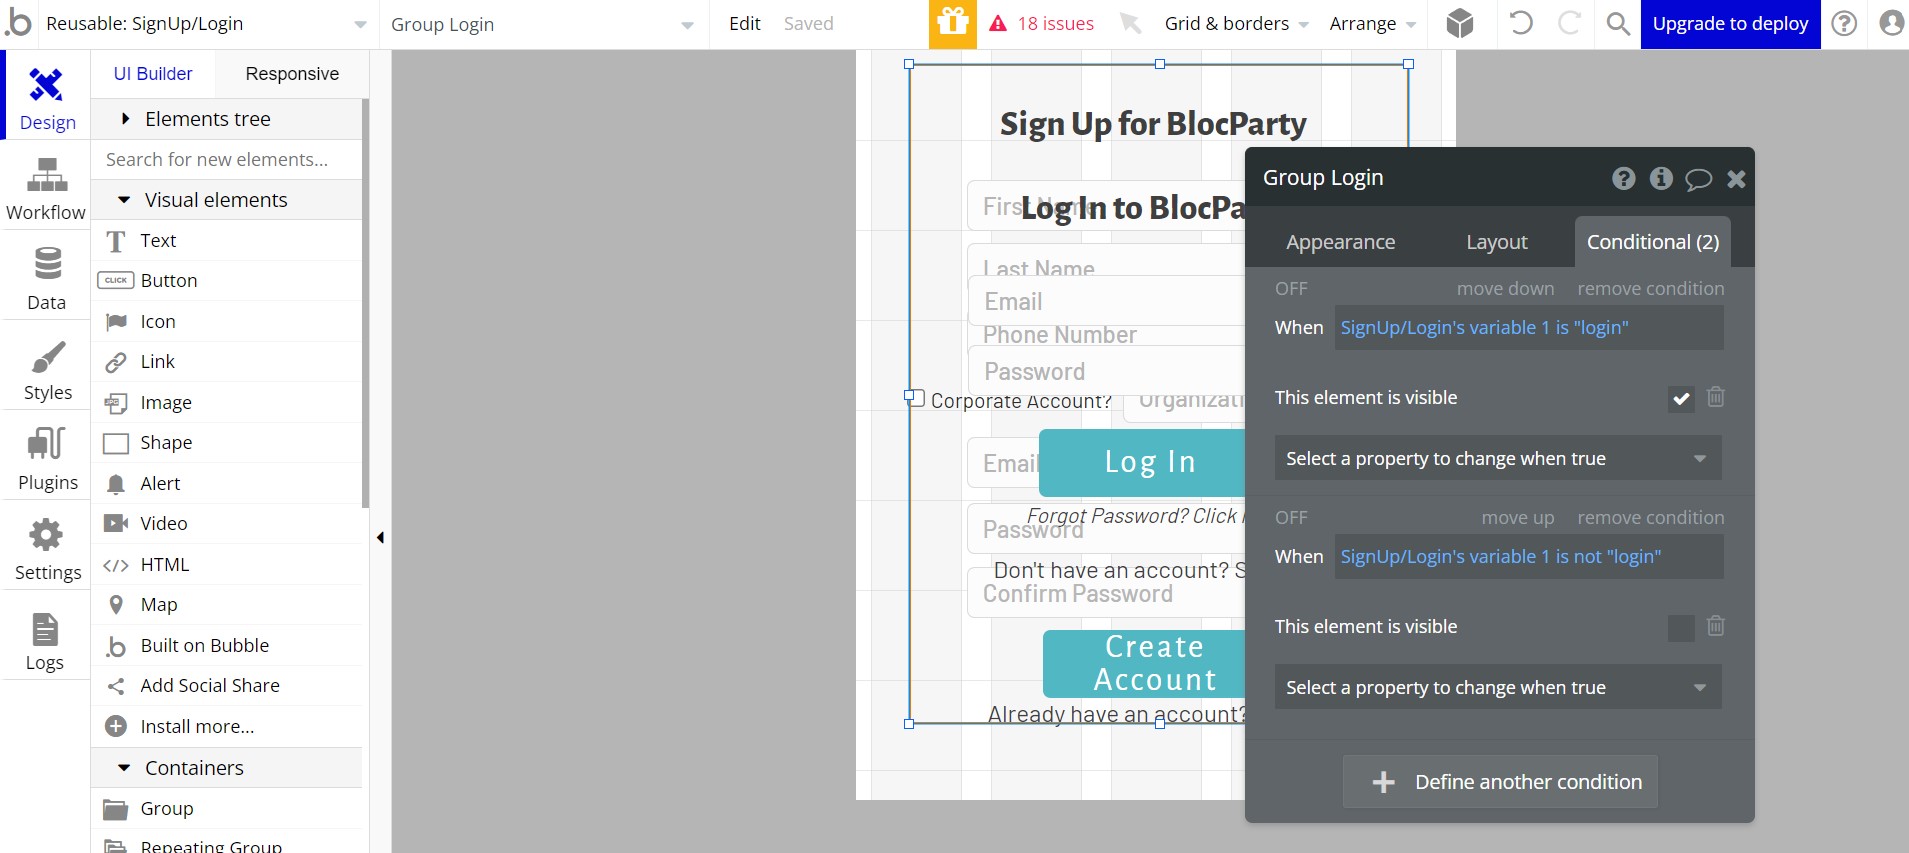 Reusable: SignUp/Login
Group Login
Edit
Saved
18 issues
Grid & borders
Arrange
Upgrade to deploy
Design
Workflow
Data
Styles
Plugins
Settings
Logs
UI Builder
Responsive
Elements tree
Search for new elements...
Visual elements
Text
CLICK
Button
Icon
Link
Image
Shape
Alert
Video
HTML
Map
Built on Bubble
Add Social Share
Install more...
Containers
Group
Repeating Group
Sign Up for BlocParty
First Name
Log In to BlocPa
Last Name
Email
Phone Number
Password
Corporate Account?
Organizati
Email
Log In
Forgot Password? Click
Password
Don't have an account? S
Confirm Password
Create
Account
Already have an account?
Group Login
Appearance
Layout
Conditional (2)
OFF
move down
remove condition
When
SignUp/Login's variable 1 is "login"
This element is visible
Select a property to change when true
OFF
move up
remove condition
When
SignUp/Login's variable 1 is not "login"
This element is visible
Select a property to change when true
Define another condition